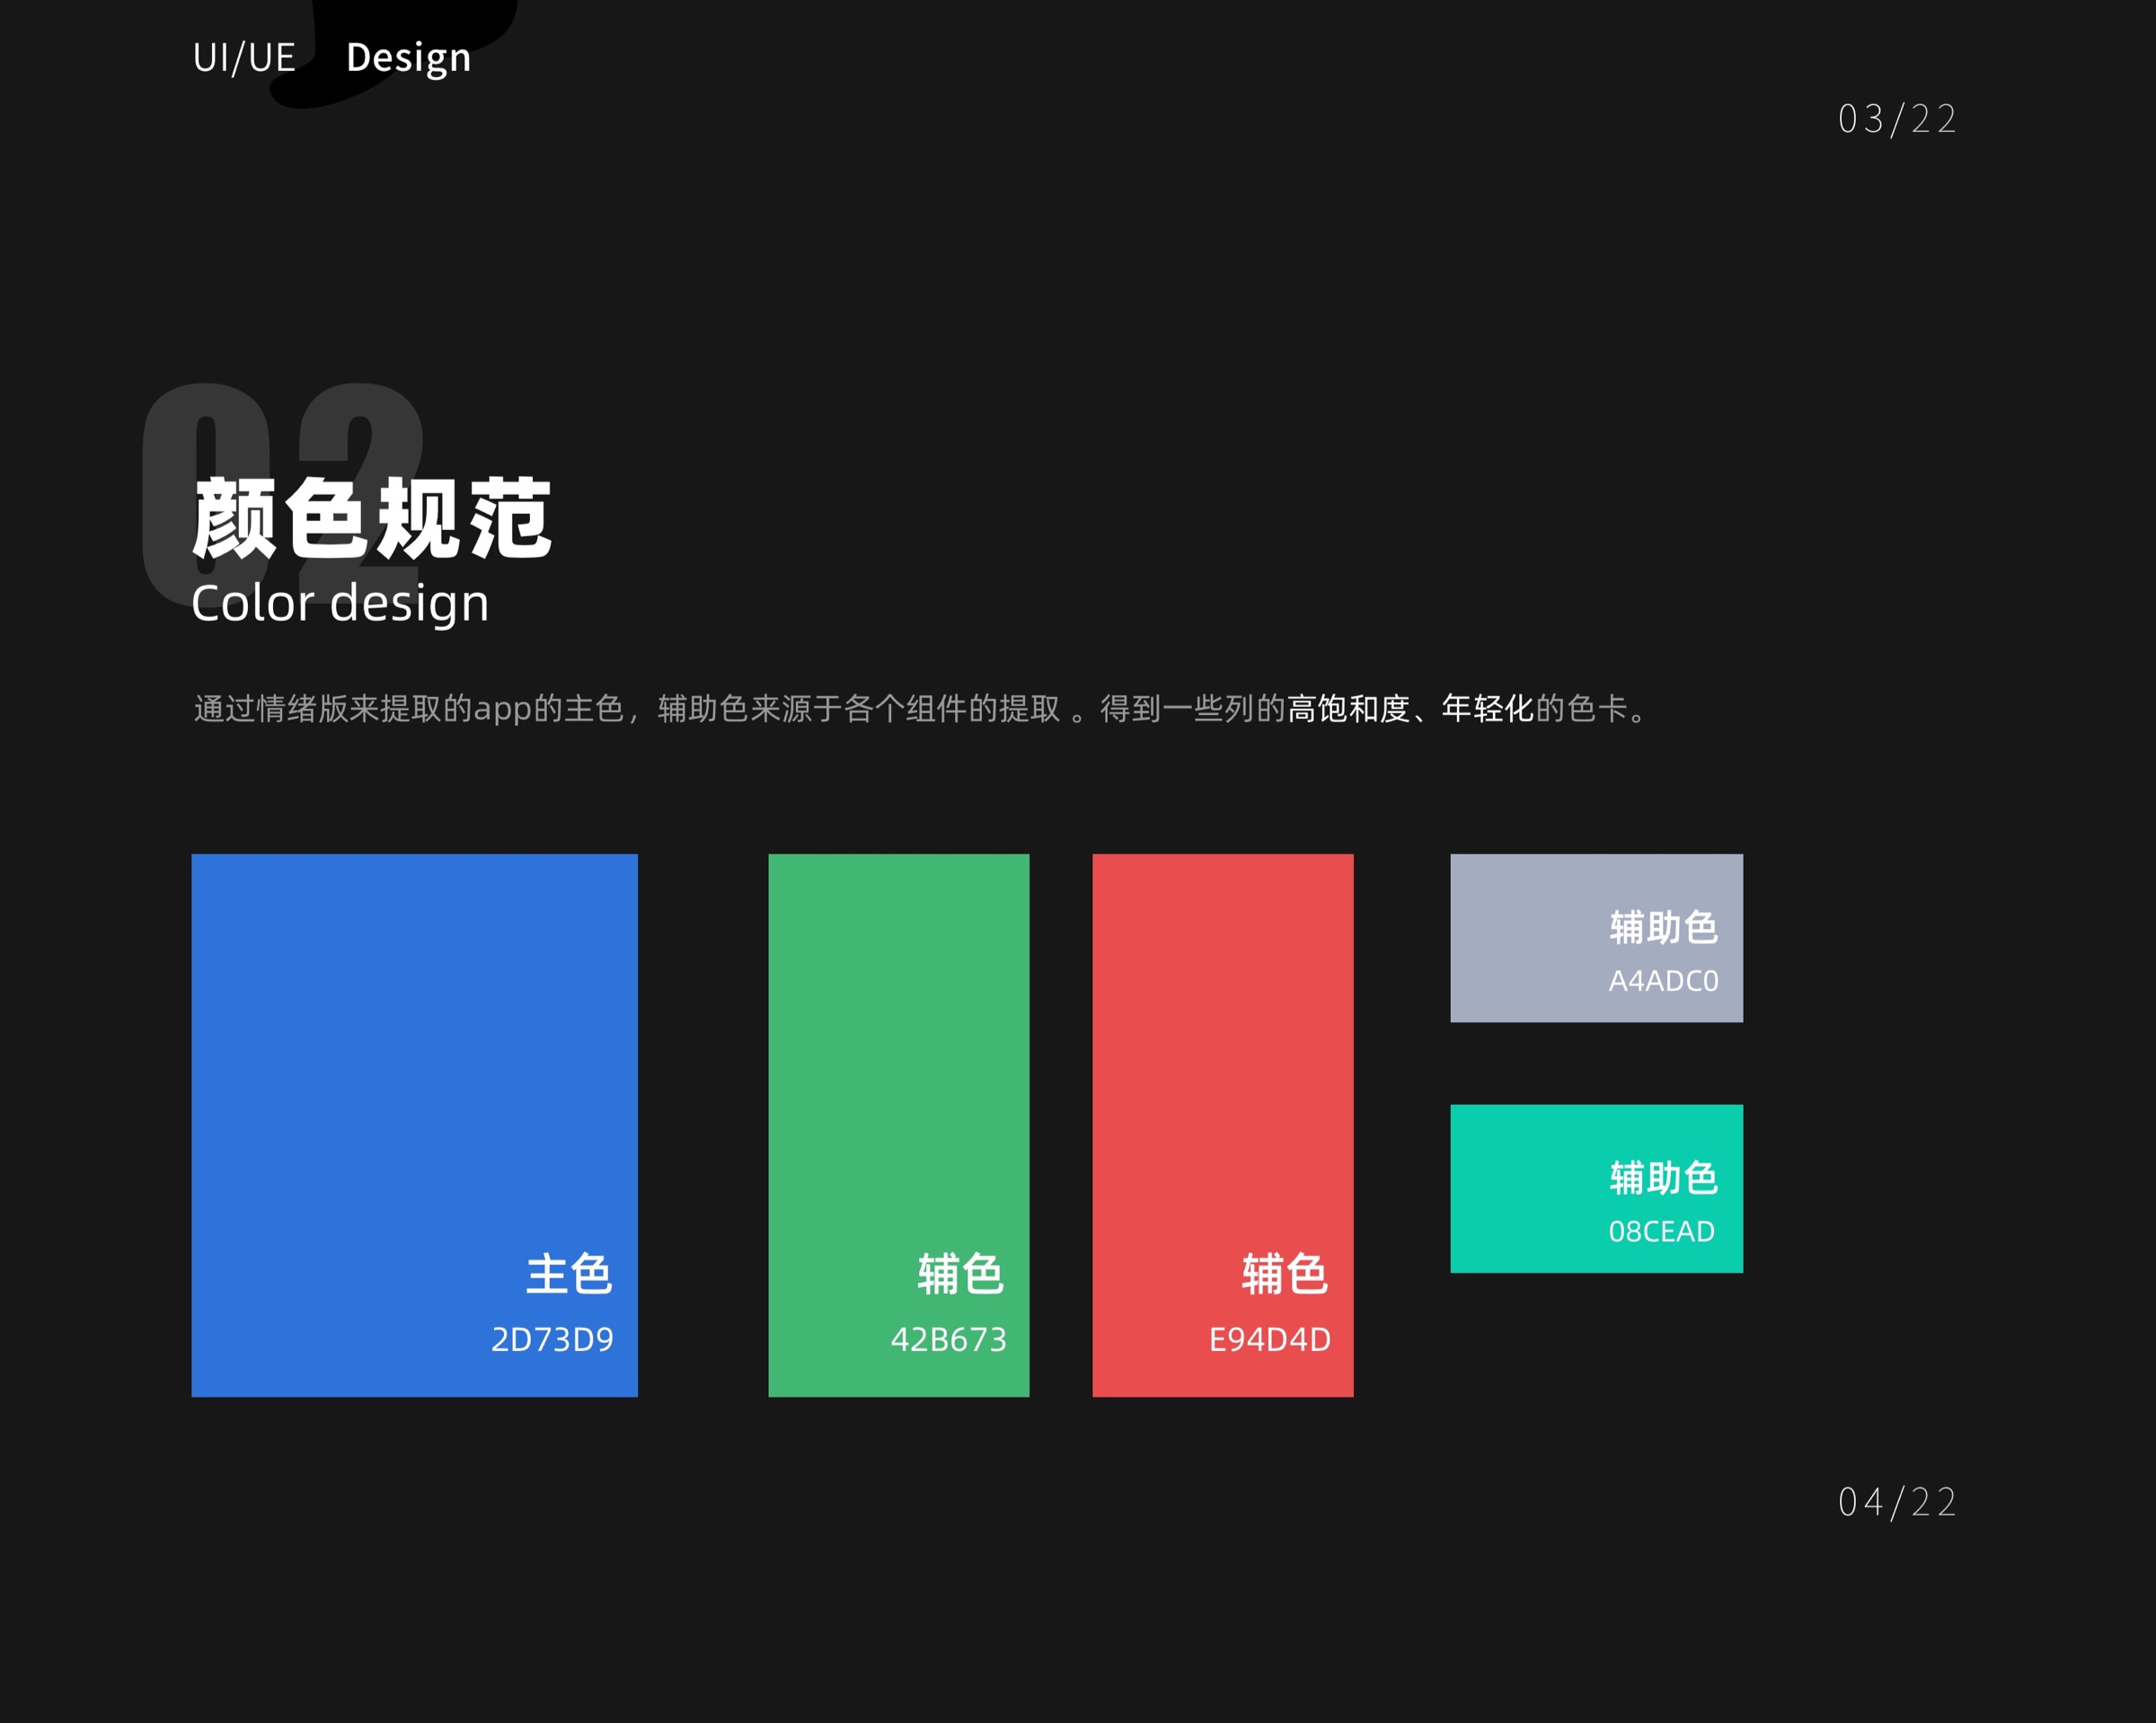 UI/UE Design
03/22
02
颜色规范
Color design
通过情绪版来提取的app的主色，辅助色来源于各个组件的提取。得到一些列的高饱和度、年轻化的色卡。
主色
2D73D9
辅色
42B673
辅色
E94D4D
辅助色
A4ADC0
辅助色
08CEAD
04/22